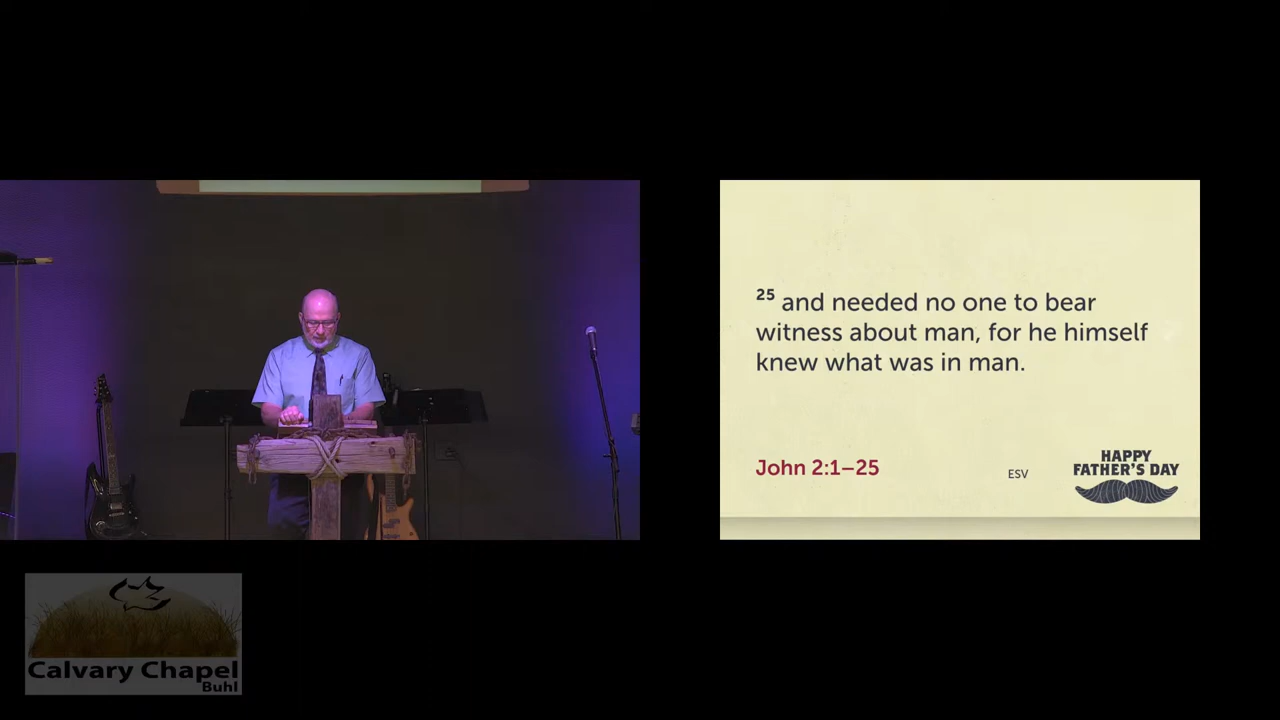 25 and needed no one to bear
witness about man, for he himself
knew what was in man.
John 2:1–25
ESV
HAPPY
FATHER'S DAY
Calvary Chapel
Buhl